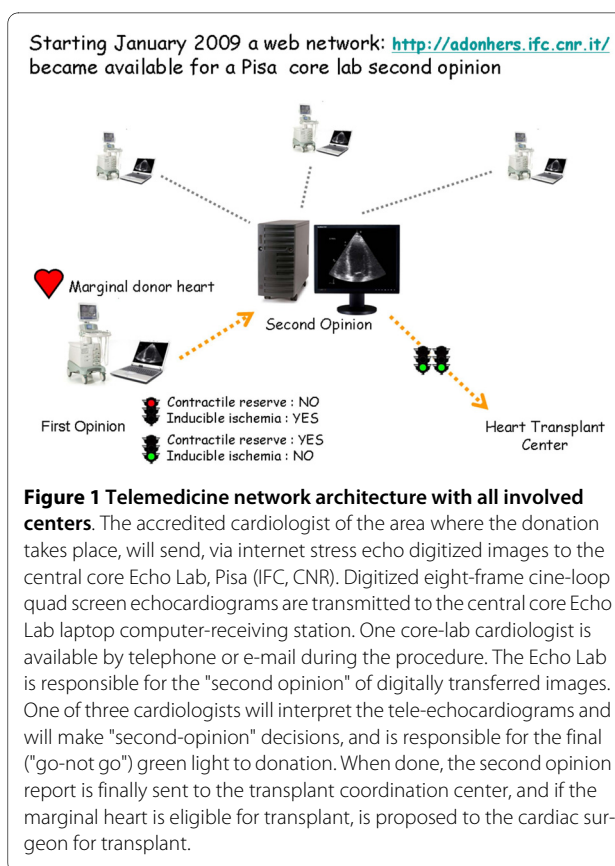 Starting January 2009 a web network: http://adonhers.ifc.cnr.it/
became available for a Pisa core lab second opinion
Marginal donor heart
Second Opinion
First Opinion
Contractile reserve : NO
Inducible ischemia : YES
Contractile reserve : YES
Inducible ischemia : NO
Heart Transplant
Center
Figure 1 Telemedicine network architecture with all involved
centers. The accredited cardiologist of the area where the donation
takes place, will send, via internet stress echo digitized images to the
central core Echo Lab, Pisa (IFC, CNR). Digitized eight-frame cine-loop
quad screen echocardiograms are transmitted to the central core Echo
Lab laptop computer-receiving station. One core-lab cardiologist is
available by telephone or e-mail during the procedure. The Echo Lab
is responsible for the "second opinion" of digitally transferred images.
One of three cardiologists will interpret the tele-echocardiograms and
will make "second-opinion" decisions, and is responsible for the final
("go-not go") green light to donation. When done, the second opinion
report is finally sent to the transplant coordination center, and if the
marginal heart is eligible for transplant, is proposed to the cardiac sur-
geon for transplant.